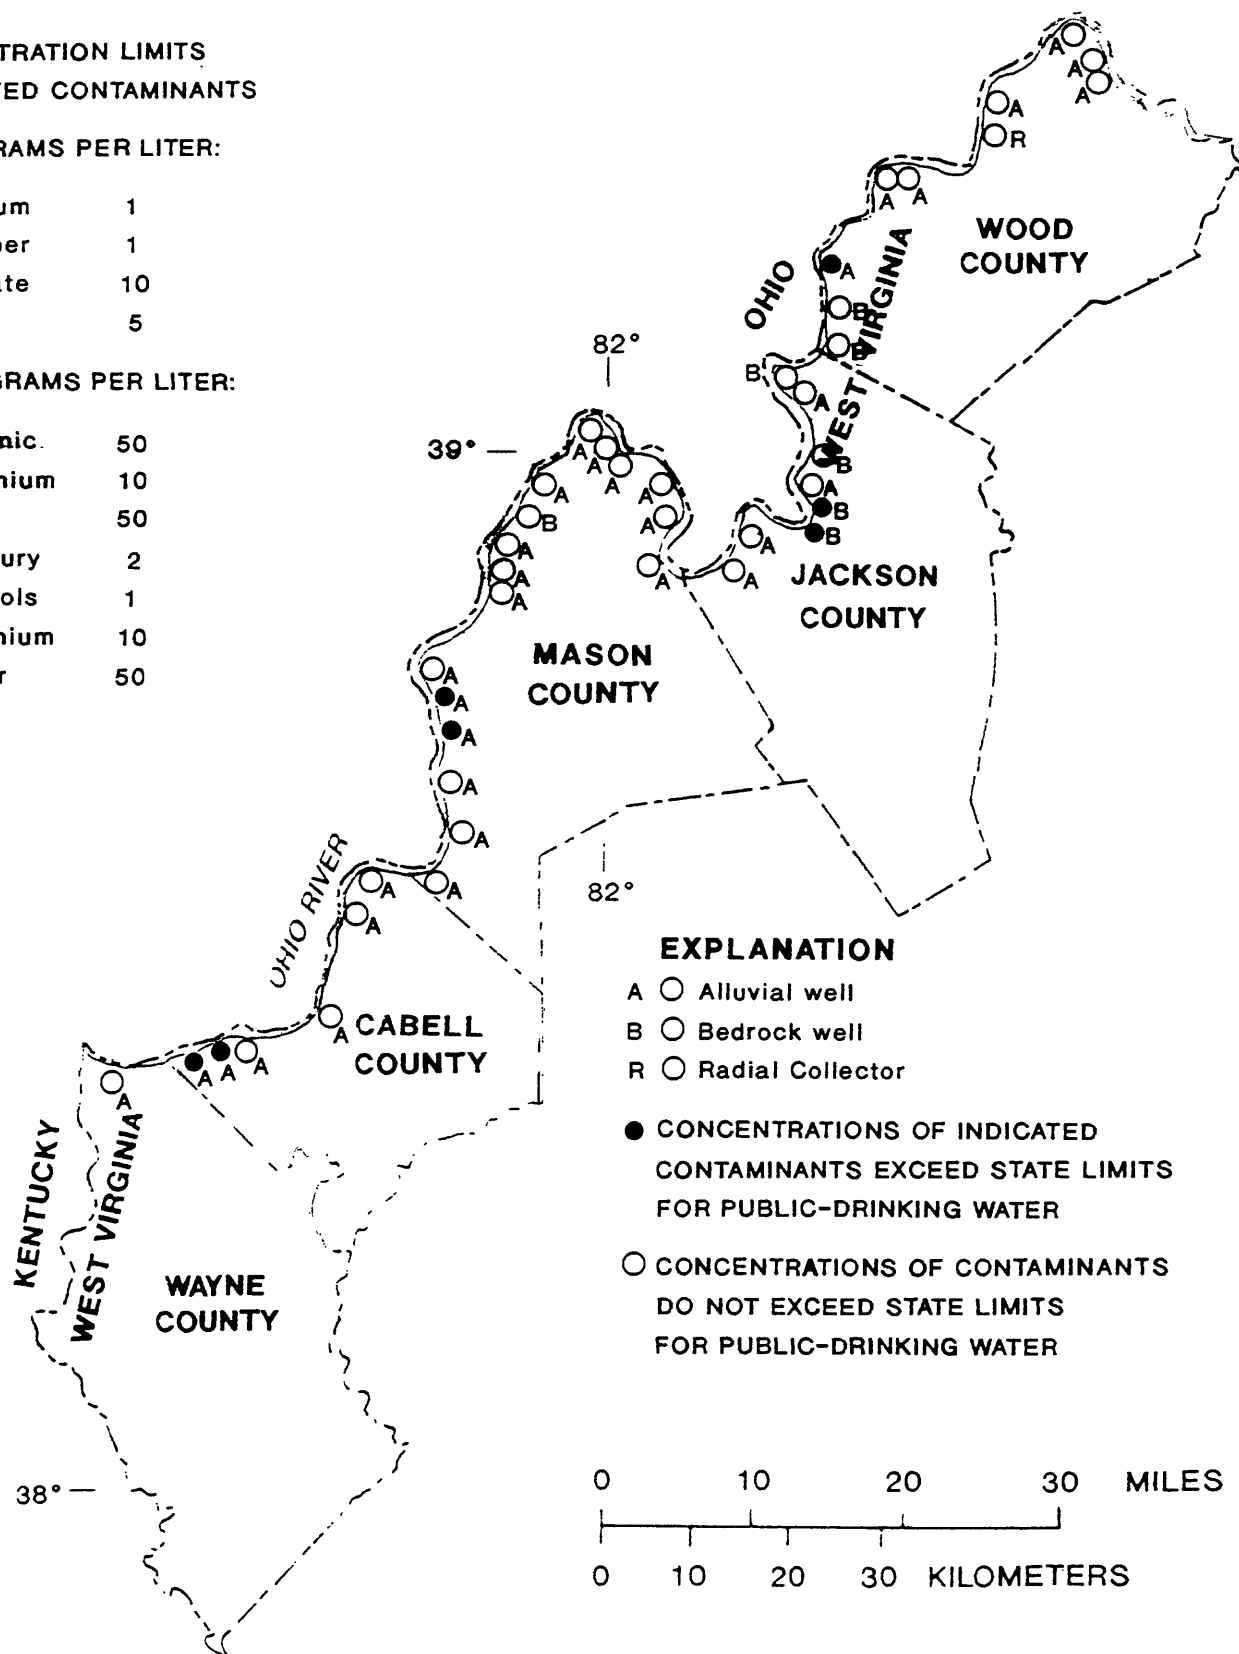 TRATION LIMITS
TED CONTAMINANTS
RAMS PER LITER:
um 1
per 1
te 10
5
GRAMS PER LITER:
nic. 50
nium 10
50
ury 2
ols 1
nium 10
r 50
A
A
A
A
R
A A
WOOD
COUNTY
OHIO
WEST VIRGINIA
A
B
B
B
A
B
A
B
B
A
A
JACKSON
COUNTY
82°
39°
A
A
A
A
A
A
A
B
A
A
A
MASON
COUNTY
A
A
A
A
A
A
A
A
82°
OHIO RIVER
A
CABELL
COUNTY
A A A
A
KENTUCKY
WEST VIRGINIA
WAYNE
COUNTY
38°
EXPLANATION
A Alluvial well
B Bedrock well
R Radial Collector
CONCENTRATIONS OF INDICATED
CONTAMINANTS EXCEED STATE LIMITS
FOR PUBLIC-DRINKING WATER
CONCENTRATIONS OF CONTAMINANTS
DO NOT EXCEED STATE LIMITS
FOR PUBLIC-DRINKING WATER
0 10 20 30 MILES
0 10 20 30 KILOMETERS